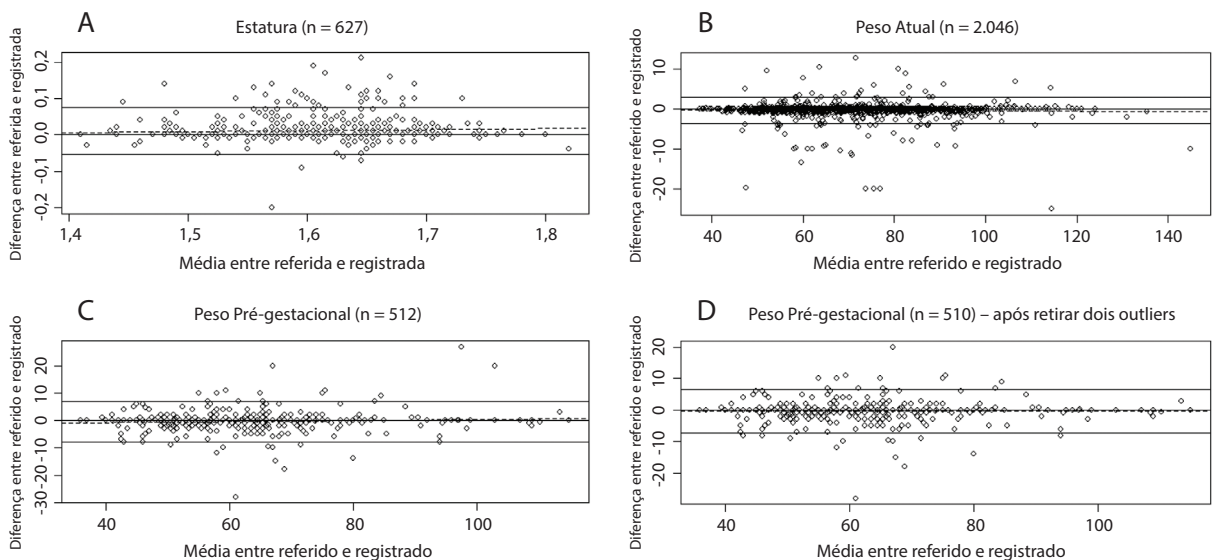 A
Estatura (n = 627)
Diferença entre referida e registrada
0,2
0,1
0,0
-0,1
-0,2
1,4 1,5 1,6 1,7 1,8
Média entre referida e registrada
B
Peso Atual (n = 2.046)
Diferença entre referido e registrado
10
0
-10
-20
40 60 80 100 120 140
Média entre referido e registrado
C
Peso Pré-gestacional (n = 512)
Diferença entre referido e registrado
20
10
0
-10
-20
-30
40 60 80 100
Média entre referido e registrado
D
Peso Pré-gestacional (n = 510) – após retirar dois outliers
Diferença entre referido e registrado
20
10
0
-10
-20
40 60 80 100
Média entre referido e registrado